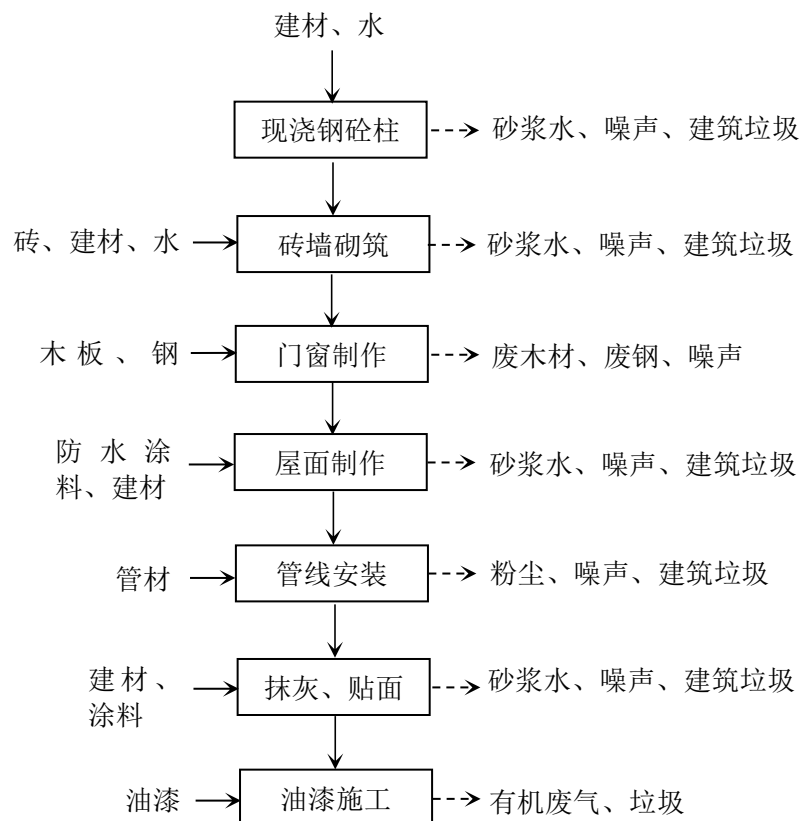 建材、水
现浇钢砼柱
砂浆水、噪声、建筑垃圾
砖、建材、水
砖墙砌筑
砂浆水、噪声、建筑垃圾
木板、钢
门窗制作
废木材、废钢、噪声
防水涂
料、建材
屋面制作
砂浆水、噪声、建筑垃圾
管材
管线安装
粉尘、噪声、建筑垃圾
建材、
涂料
抹灰、贴面
砂浆水、噪声、建筑垃圾
油漆
油漆施工
有机废气、垃圾